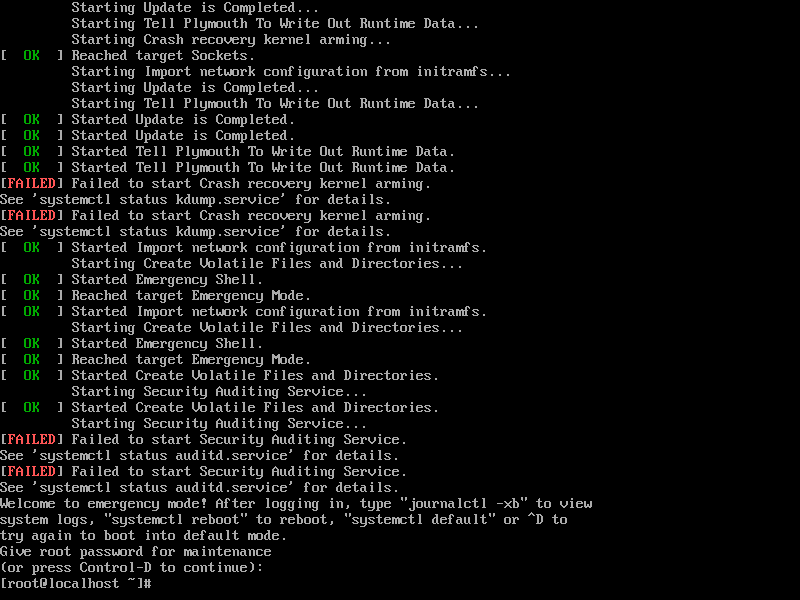 Starting Update is Completed...
Starting Tell Plymouth To Write Out Runtime Data...
Starting Crash recovery kernel arming...
[  OK  ] Reached target Sockets.
Starting Import network configuration from initramfs...
Starting Update is Completed...
Starting Tell Plymouth To Write Out Runtime Data...
[  OK  ] Started Update is Completed.
[  OK  ] Started Update is Completed.
[  OK  ] Started Tell Plymouth To Write Out Runtime Data.
[  OK  ] Started Tell Plymouth To Write Out Runtime Data.
[FAILED] Failed to start Crash recovery kernel arming.
See 'systemctl status kdump.service' for details.
[FAILED] Failed to start Crash recovery kernel arming.
See 'systemctl status kdump.service' for details.
[  OK  ] Started Import network configuration from initramfs.
Starting Create Volatile Files and Directories...
[  OK  ] Started Emergency Shell.
[  OK  ] Reached target Emergency Mode.
[  OK  ] Started Import network configuration from initramfs.
Starting Create Volatile Files and Directories...
[  OK  ] Started Emergency Shell.
[  OK  ] Reached target Emergency Mode.
[  OK  ] Started Create Volatile Files and Directories.
Starting Security Auditing Service...
[  OK  ] Started Create Volatile Files and Directories.
Starting Security Auditing Service...
[FAILED] Failed to start Security Auditing Service.
See 'systemctl status auditd.service' for details.
[FAILED] Failed to start Security Auditing Service.
See 'systemctl status auditd.service' for details.
Welcome to emergency mode! After logging in, type "journalctl -xb" to view
system logs, "systemctl reboot" to reboot, "systemctl default" or ^D to
try again to boot into default mode.
Give root password for maintenance
(or press Control-D to continue):
[root@localhost ~]#